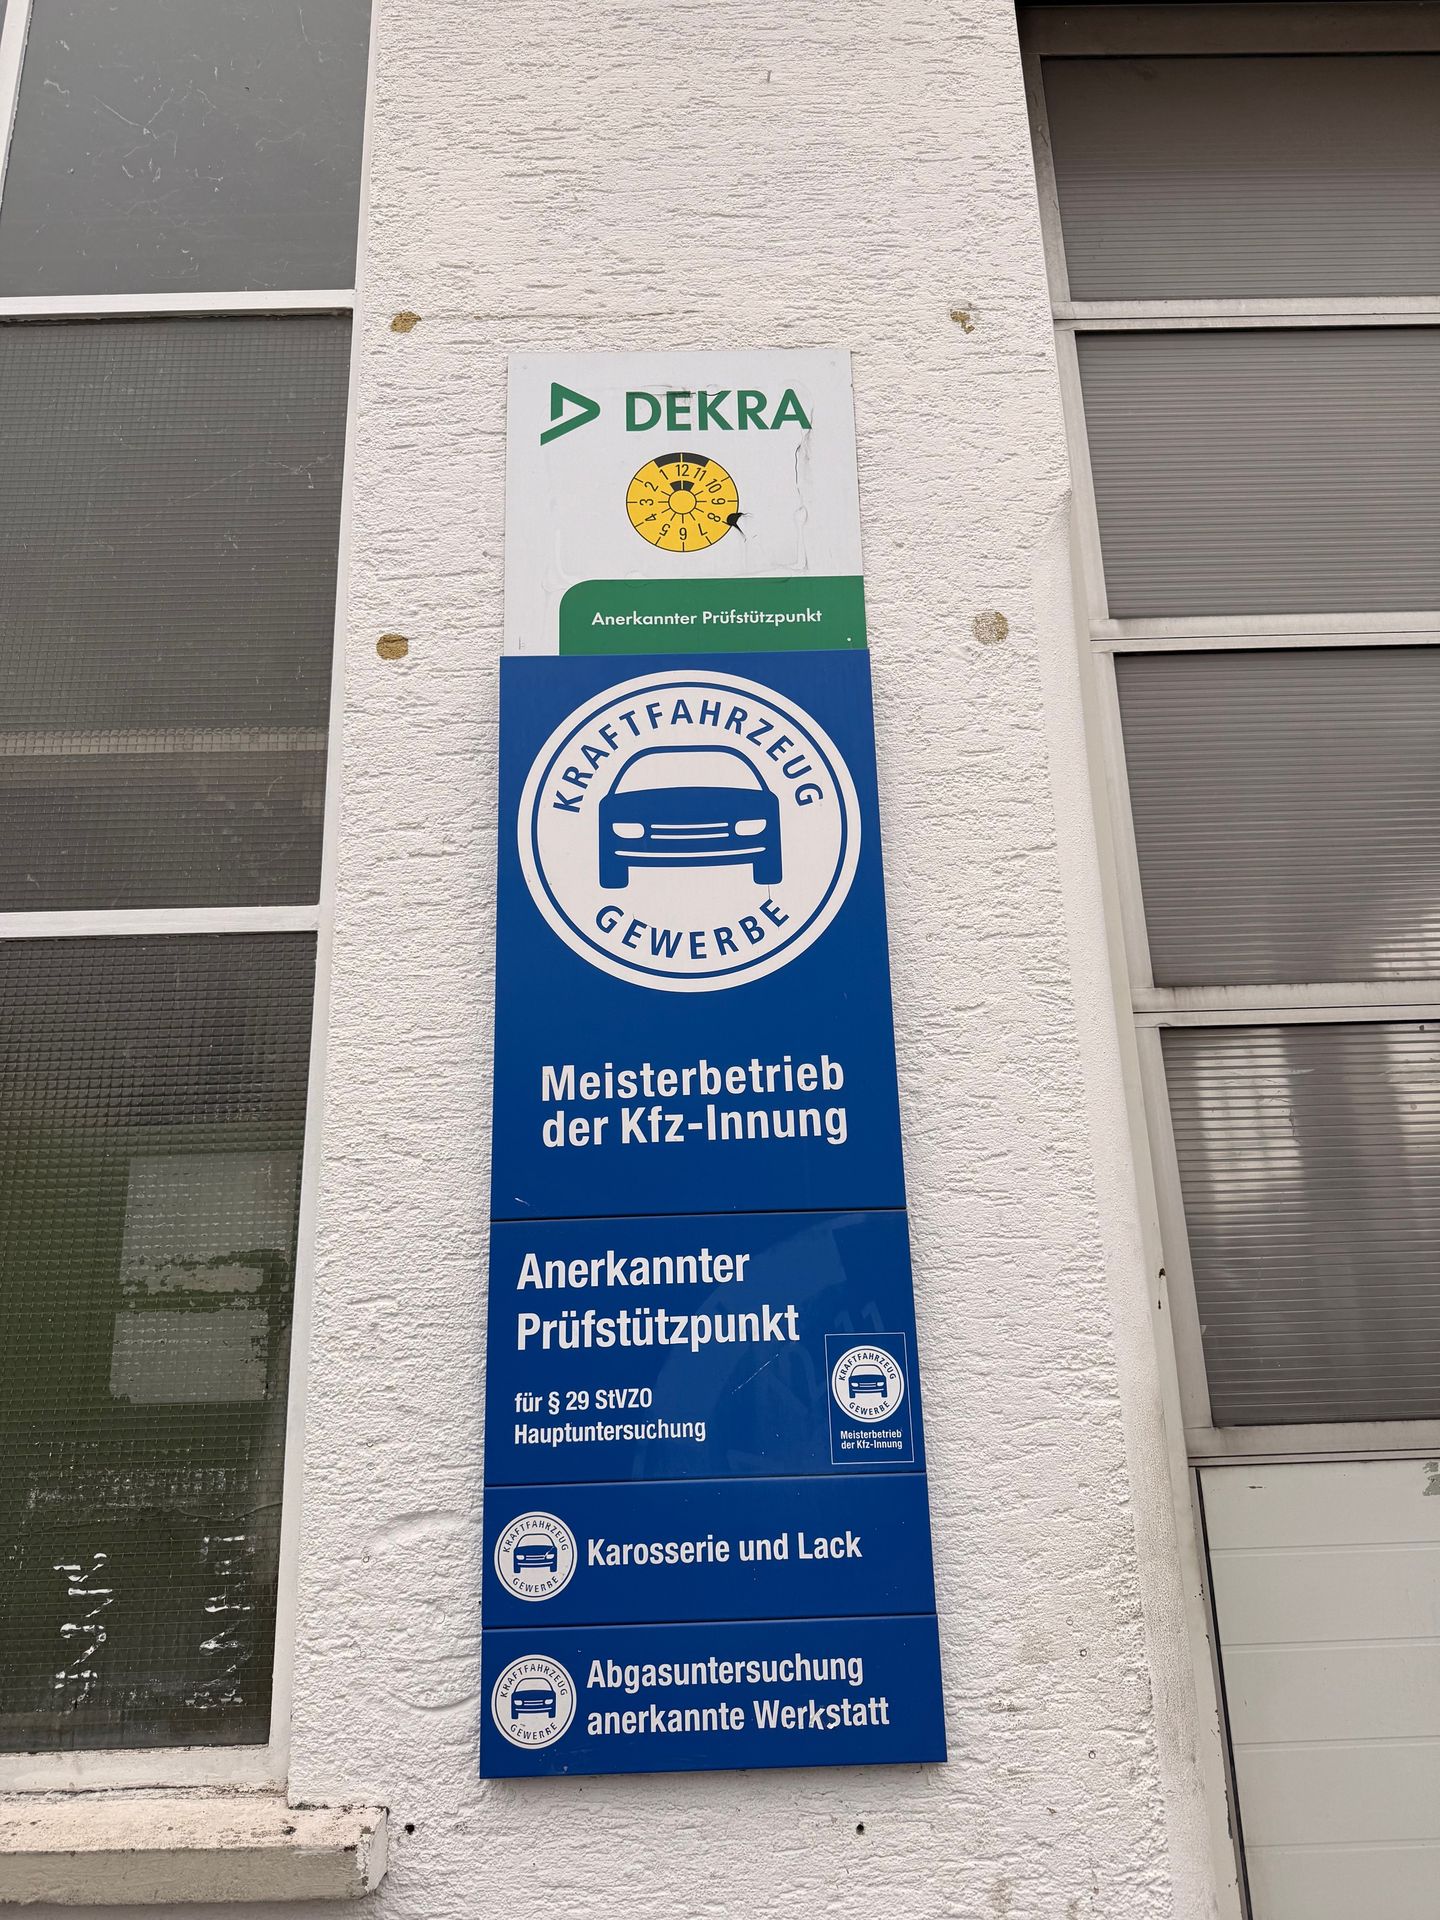 DEKRA
1 12 11 10 9 8 7 6 5 4 3 2
Anerkannter Prüfstützpunkt
KRAFTFAHRZEUG
GEWERBE
Meisterbetrieb
der Kfz-Innung
Anerkannter
Prüfstützpunkt
für § 29 StVZO
Hauptuntersuchung
KRAFTFAHRZEUG
GEWERBE
Meisterbetrieb
der Kfz-Innung
KRAFTFAHRZEUG
GEWERBE
Karosserie und Lack
KRAFTFAHRZEUG
GEWERBE
Abgasuntersuchung
anerkannte Werkstatt